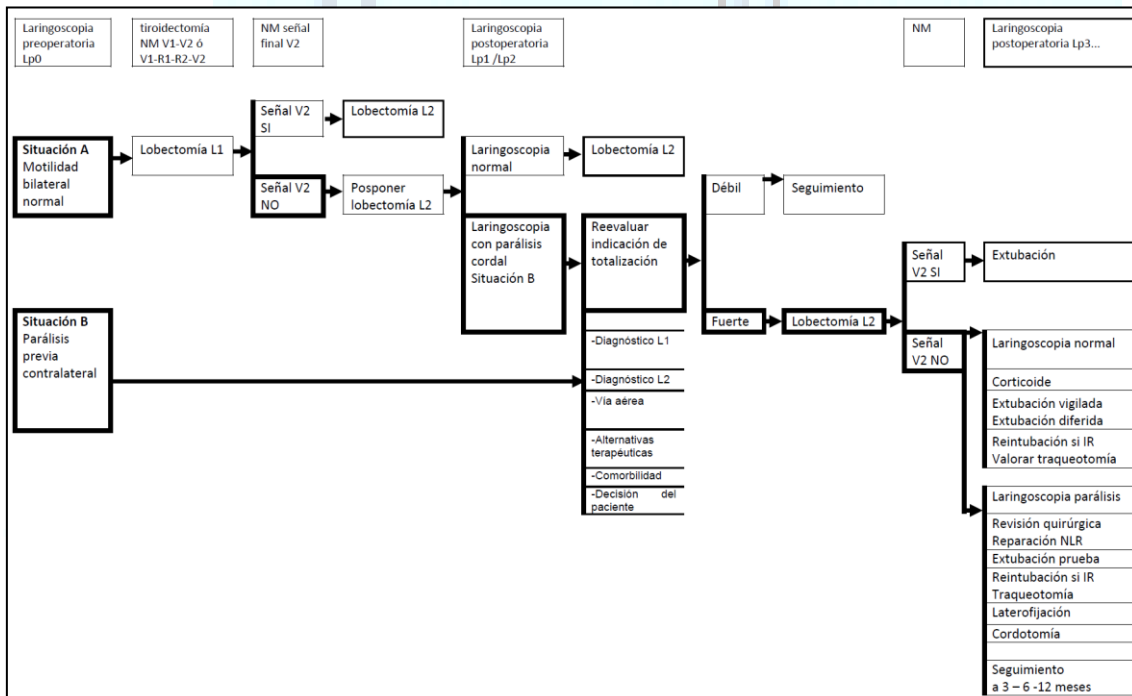 Laringoscopia
preoperatoria
Lp0
tiroidectomía
NM V1-V2 ó
V1-R1-R2-V2
NM señal
final V2
Laringoscopia
postoperatoria
Lp1 /Lp2
NM
Laringoscopia
postoperatoria Lp3...
Situación A
Motilidad
bilateral
normal
Lobectomía L1
Señal V2
SI
Lobectomía L2
Señal V2
NO
Posponer
lobectomía L2
Laringoscopia
normal
Lobectomía L2
Laringoscopia
con parálisis
cordal
Situación B
Reevaluar
indicación de
totalización
Débil
Seguimiento
Fuerte
Lobectomía L2
Señal
V2 SI
Extubación
Señal
V2 NO
Situación B
Parálisis
previa
contralateral
-Diagnóstico L1
-Diagnóstico L2
-Vía aérea
-Alternativas
terapéuticas
-Comorbilidad
-Decisión del
paciente
Laringoscopia normal
Corticoide
Extubación vigilada
Extubación diferida
Reintubación si IR
Valorar traqueotomía
Laringoscopia parálisis
Revisión quirúrgica
Reparación NLR
Extubación prueba
Reintubación si IR
Traqueotomía
Laterofijación
Cordotomía
Seguimiento
a 3 – 6 -12 meses